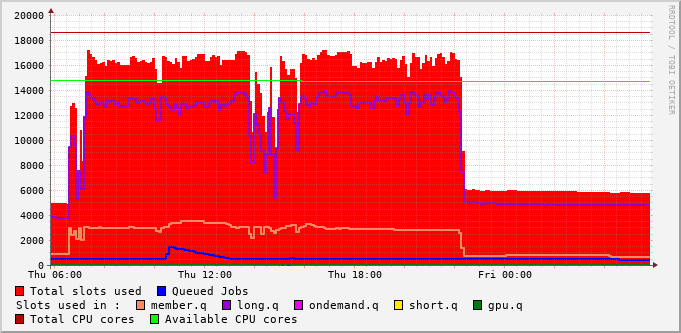 20000
18000
16000
14000
12000
10000
8000
6000
4000
2000
0
Thu 06:00 Thu 12:00 Thu 18:00 Fri 00:00
Total slots used Queued Jobs
Slots used in : member.q long.q ondemand.q short.q gpu.q
Total CPU cores Available CPU cores
RRDTOOL / TOBI OETIKER